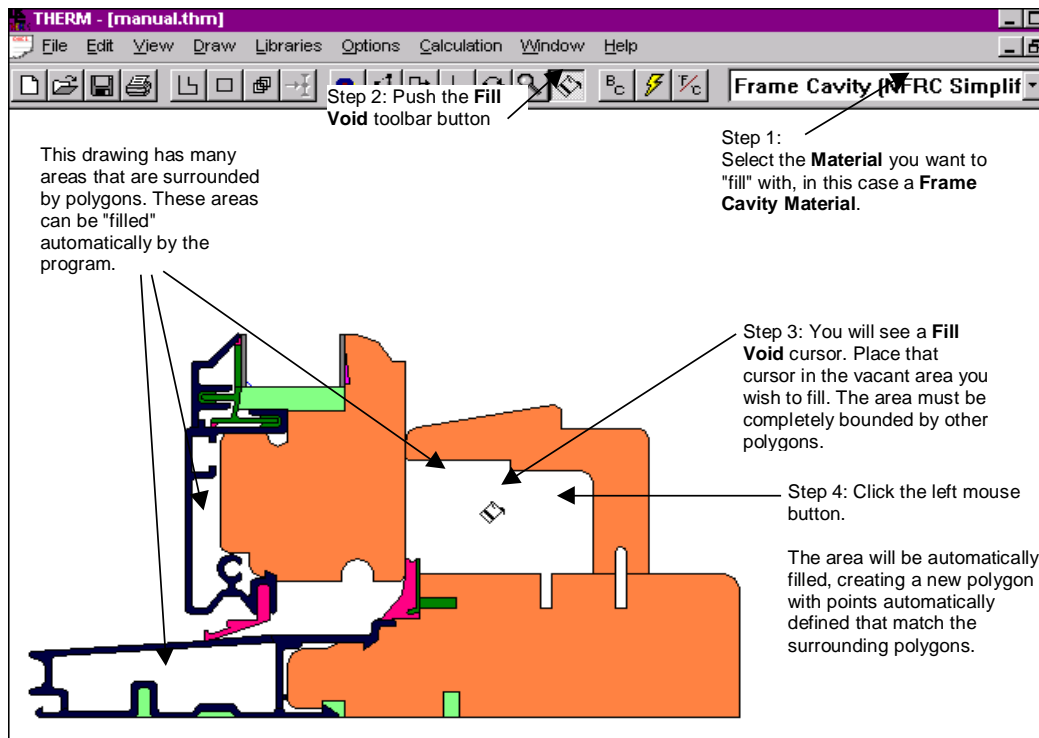 THERM - [manual.thm]
File Edit View Draw Libraries Options Calculation Window Help
BC °F/C Frame Cavity (NFRC Simplif
Step 2: Push the Fill
Void toolbar button
Step 1:
Select the Material you want to
"fill" with, in this case a Frame
Cavity Material.
This drawing has many
areas that are surrounded
by polygons. These areas
can be "filled"
automatically by the
program.
Step 3: You will see a Fill
Void cursor. Place that
cursor in the vacant area you
wish to fill. The area must be
completely bounded by other
polygons.
Step 4: Click the left mouse
button.
The area will be automatically
filled, creating a new polygon
with points automatically
defined that match the
surrounding polygons.